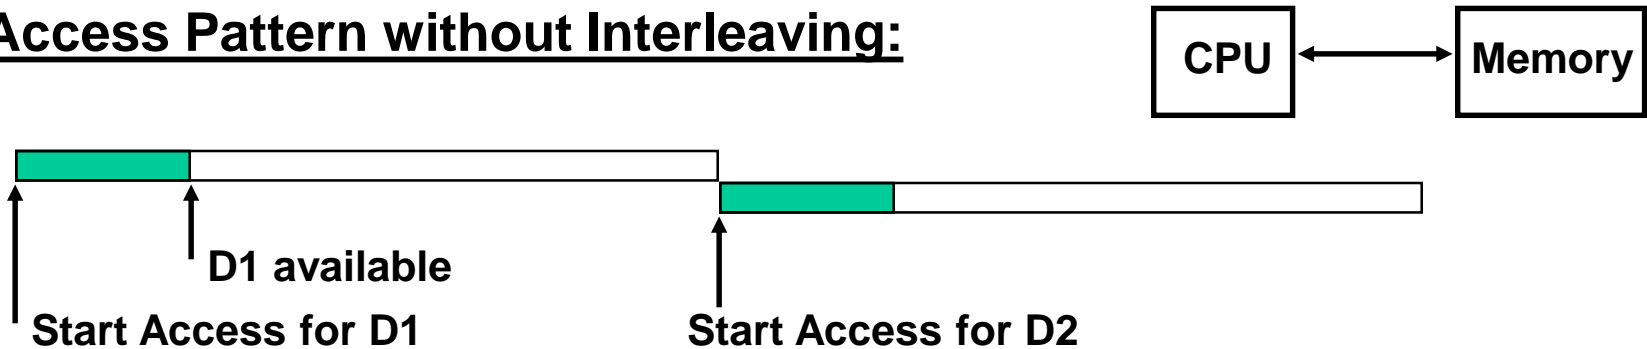 Access Pattern without Interleaving:
CPU
Memory
D1 available
Start Access for D1
Start Access for D2